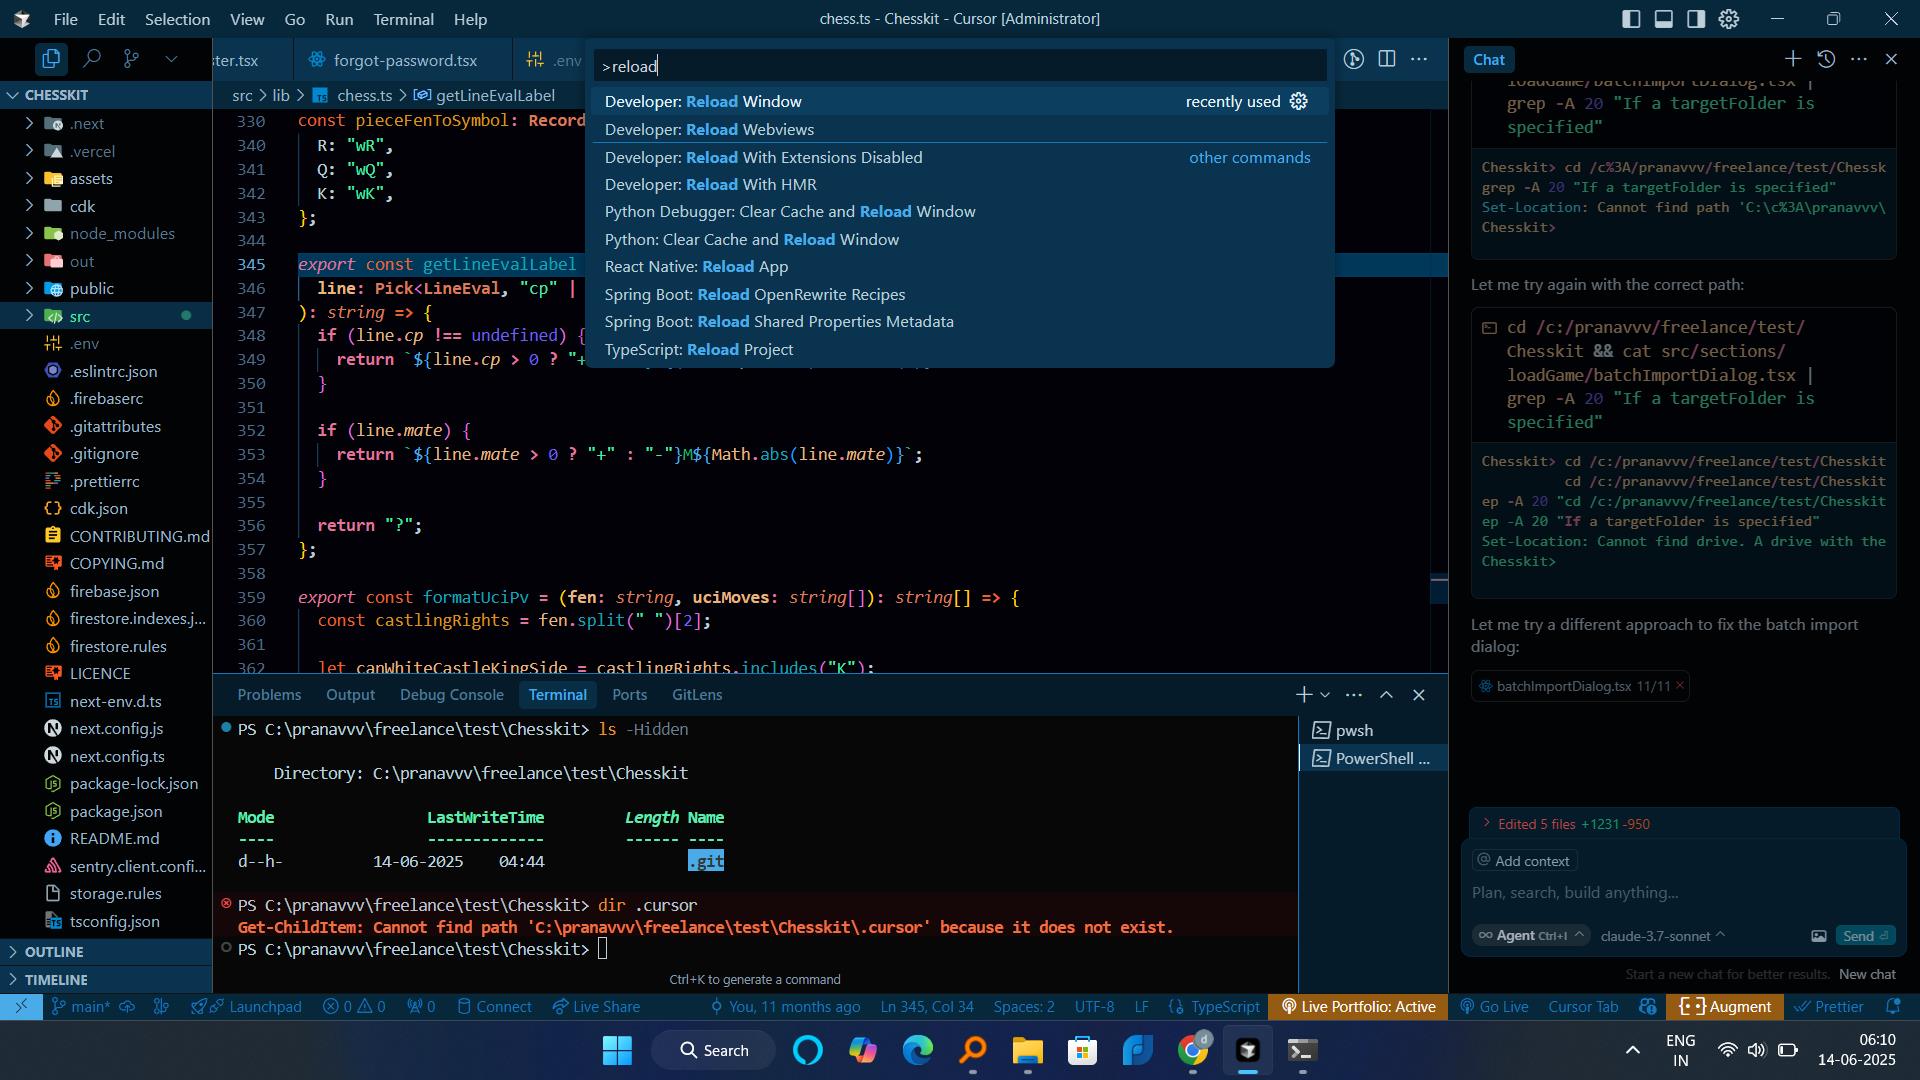 File Edit Selection View Go Run Terminal Help
chess.ts - Chesskit - Cursor [Administrator]
ster.tsx
forgot-password.tsx
.env
>reload
Developer: Reload Window
recently used
Developer: Reload Webviews
Developer: Reload With Extensions Disabled
other commands
Developer: Reload With HMR
Python Debugger: Clear Cache and Reload Window
Python: Clear Cache and Reload Window
React Native: Reload App
Spring Boot: Reload OpenRewrite Recipes
Spring Boot: Reload Shared Properties Metadata
TypeScript: Reload Project
CHESSKIT
.next
.vercel
assets
cdk
node_modules
out
public
src
.env
.eslintrc.json
.firebaserc
.gitattributes
.gitignore
.prettierrc
cdk.json
CONTRIBUTING.md
COPYING.md
firebase.json
firestore.indexes.j...
firestore.rules
LICENCE
next-env.d.ts
next.config.js
next.config.ts
package-lock.json
package.json
README.md
sentry.client.confi...
storage.rules
tsconfig.json
OUTLINE
TIMELINE
src > lib > chess.ts > getLineEvalLabel
330 const pieceFenToSymbol: Record
340 R: "wR",
341 Q: "wQ",
342 K: "wK",
343 };
344
345 export const getLineEvalLabel
346 line: Pick<LineEval, "cp" |
347 ): string => {
348 if (line.cp !== undefined) {
349 return `${line.cp > 0 ? "+
350 }
351
352 if (line.mate) {
353 return `${line.mate > 0 ? "+" : "-"}M${Math.abs(line.mate)}`;
354 }
355
356 return "?";
357 };
358
359 export const formatUciPv = (fen: string, uciMoves: string[]): string[] => {
360 const castlingRights = fen.split(" ")[2];
361
362 let canWhiteCastleKingSide = castlingRights.includes("K");
Problems Output Debug Console Terminal Ports GitLens
PS C:\pranavvv\freelance\test\Chesskit> ls -Hidden
Directory: C:\pranavvv\freelance\test\Chesskit
Mode LastWriteTime Length Name
---- ------------- ------ ----
d--h- 14-06-2025 04:44 .git
PS C:\pranavvv\freelance\test\Chesskit> dir .cursor
Get-ChildItem: Cannot find path 'C:\pranavvv\freelance\test\Chesskit\.cursor' because it does not exist.
PS C:\pranavvv\freelance\test\Chesskit>
Ctrl+K to generate a command
pwsh
PowerShell ...
Chat
loadGame/batchImportDialog.tsx |
grep -A 20 "If a targetFolder is
specified"
Chesskit> cd /c%3A/pranavvv/freelance/test/Chessk
grep -A 20 "If a targetFolder is specified"
Set-Location: Cannot find path 'C:\c%3A\pranavvv\
Chesskit>
Let me try again with the correct path:
cd /c:/pranavvv/freelance/test/
Chesskit && cat src/sections/
loadGame/batchImportDialog.tsx |
grep -A 20 "If a targetFolder is
specified"
Chesskit> cd /c:/pranavvv/freelance/test/Chesskit
cd /c:/pranavvv/freelance/test/Chesskit
ep -A 20 "cd /c:/pranavvv/freelance/test/Chesskit
ep -A 20 "If a targetFolder is specified"
Set-Location: Cannot find drive. A drive with the
Chesskit>
Let me try a different approach to fix the batch import
dialog:
batchImportDialog.tsx 11/11
Edited 5 files +1231 -950
@ Add context
Plan, search, build anything...
Agent Ctrl+I
claude-3.7-sonnet
Send
Start a new chat for better results. New chat
main* Launchpad 0 0 0 Connect Live Share You, 11 months ago Ln 345, Col 34 Spaces: 2 UTF-8 LF TypeScript Live Portfolio: Active Go Live Cursor Tab Augment Prettier
Search
ENG
IN
06:10
14-06-2025